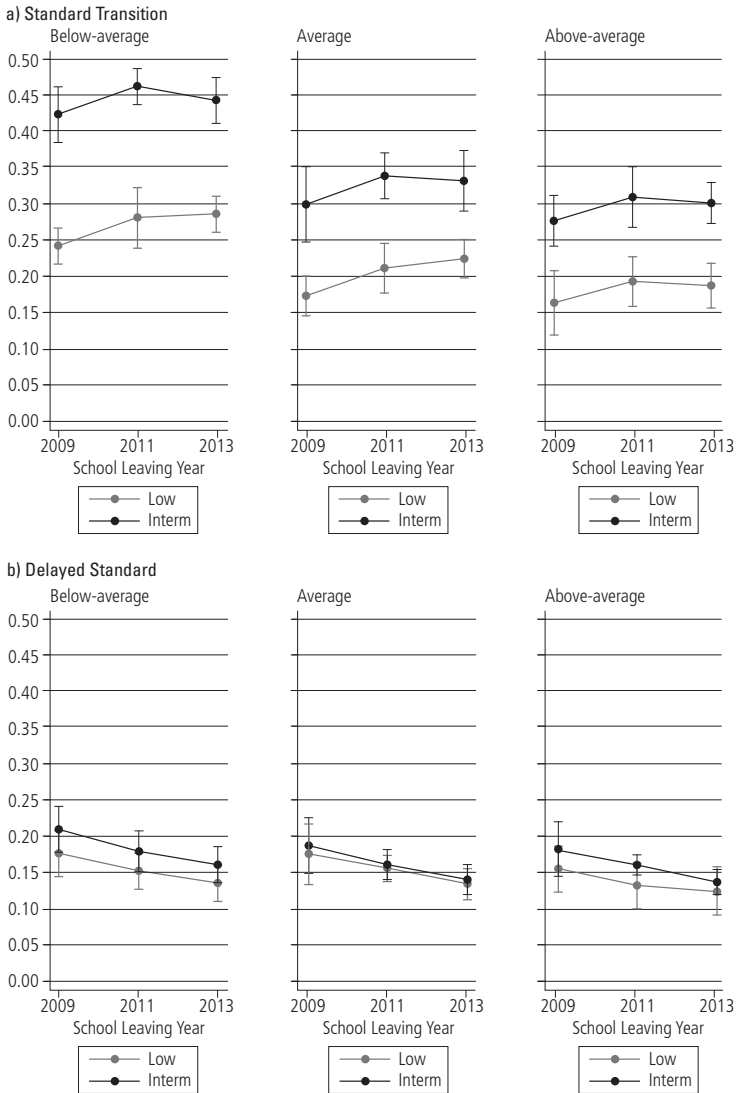 a) Standard Transition
Below-average Average Above-average
0.50
0.45
0.40
0.35
0.30
0.25
0.20
0.15
0.10
0.05
0.00
2009 2011 2013 2009 2011 2013 2009 2011 2013
School Leaving Year School Leaving Year School Leaving Year
Low Low Low
Interm Interm Interm
b) Delayed Standard
Below-average Average Above-average
0.50
0.45
0.40
0.35
0.30
0.25
0.20
0.15
0.10
0.05
0.00
2009 2011 2013 2009 2011 2013 2009 2011 2013
School Leaving Year School Leaving Year School Leaving Year
Low Low Low
Interm Interm Interm